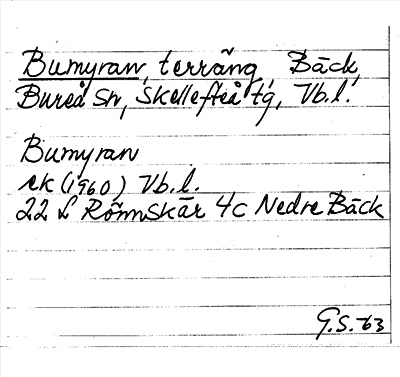 Bumyran, terräng, Bäck,
Bureå sn, Skellefteå tg, Vb.l.
Bumyran
ek (1960) Vb.l.
22 L Rönnskär 4c Nedre Bäck
G.S. -63